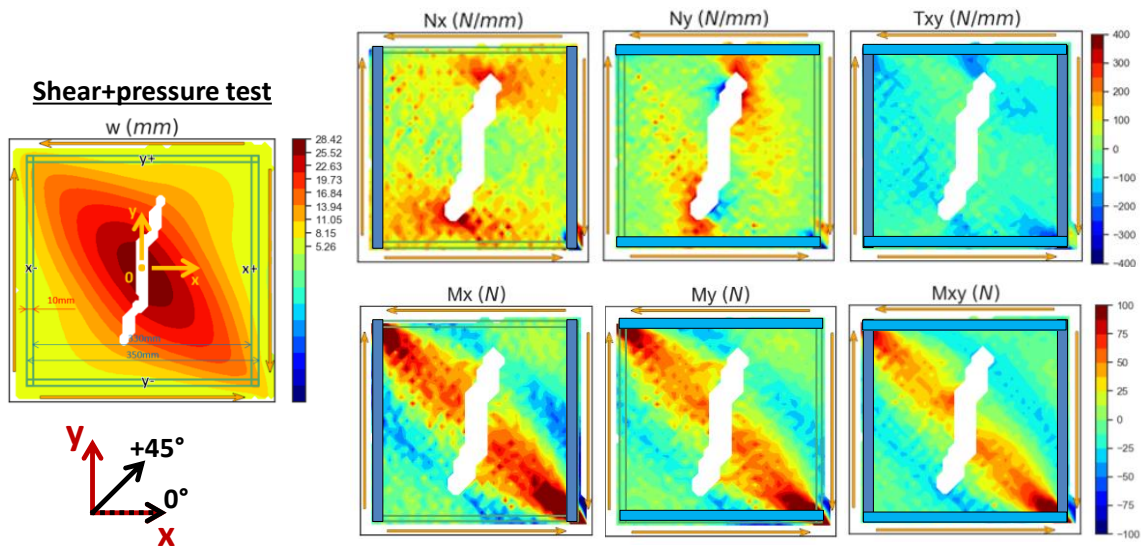 Shear+pressure test
w (mm)
y+
y
0
x
x-
x+
10mm
330mm
350mm
y-
28.42
25.52
22.63
19.73
16.84
13.94
11.05
8.15
5.26
y
+45°
0°
x
Nx (N/mm)
Ny (N/mm)
Txy (N/mm)
400
300
200
100
0
−100
−200
−300
−400
Mx (N)
My (N)
Mxy (N)
100
75
50
25
0
−25
−50
−75
−100